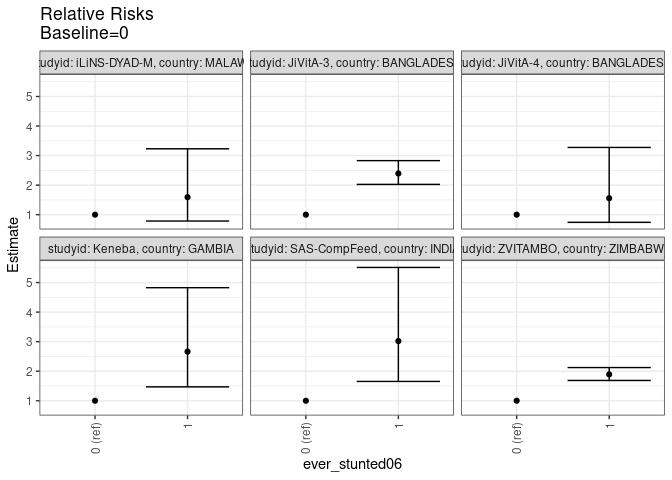 Relative Risks
Baseline=0
tudyid: iLiNS-DYAD-M, country: MALAW
tudyid: JiVitA-3, country: BANGLADES
tudyid: JiVitA-4, country: BANGLADES
5
4
3
2
1
Estimate
studyid: Keneba, country: GAMBIA
tudyid: SAS-CompFeed, country: INDIA
tudyid: ZVITAMBO, country: ZIMBABW
5
4
3
2
1
0 (ref)
1
0 (ref)
1
0 (ref)
1
ever_stunted06